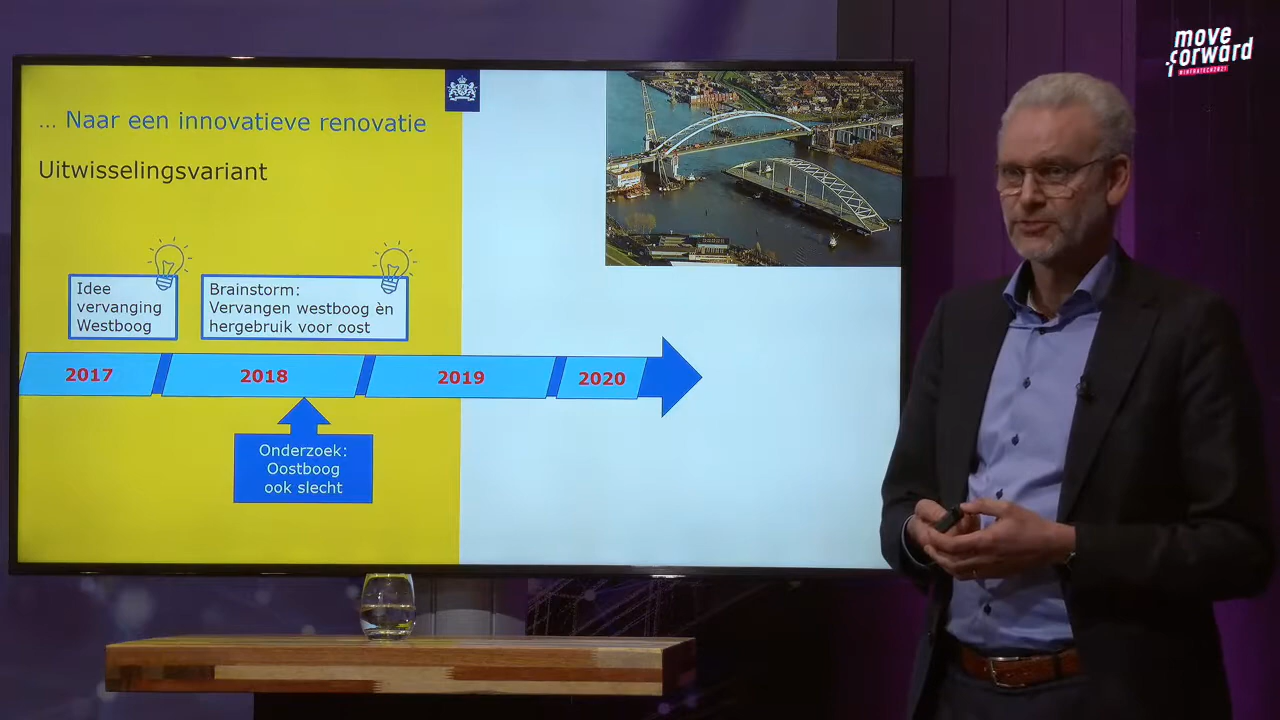 move
forward
#INFRATECH2021
... Naar een innovatieve renovatie
Uitwisselingsvariant
Idee
vervanging
Westboog
Brainstorm:
Vervangen westboog èn
hergebruik voor oost
2017
2018
2019
2020
Onderzoek:
Oostboog
ook slecht